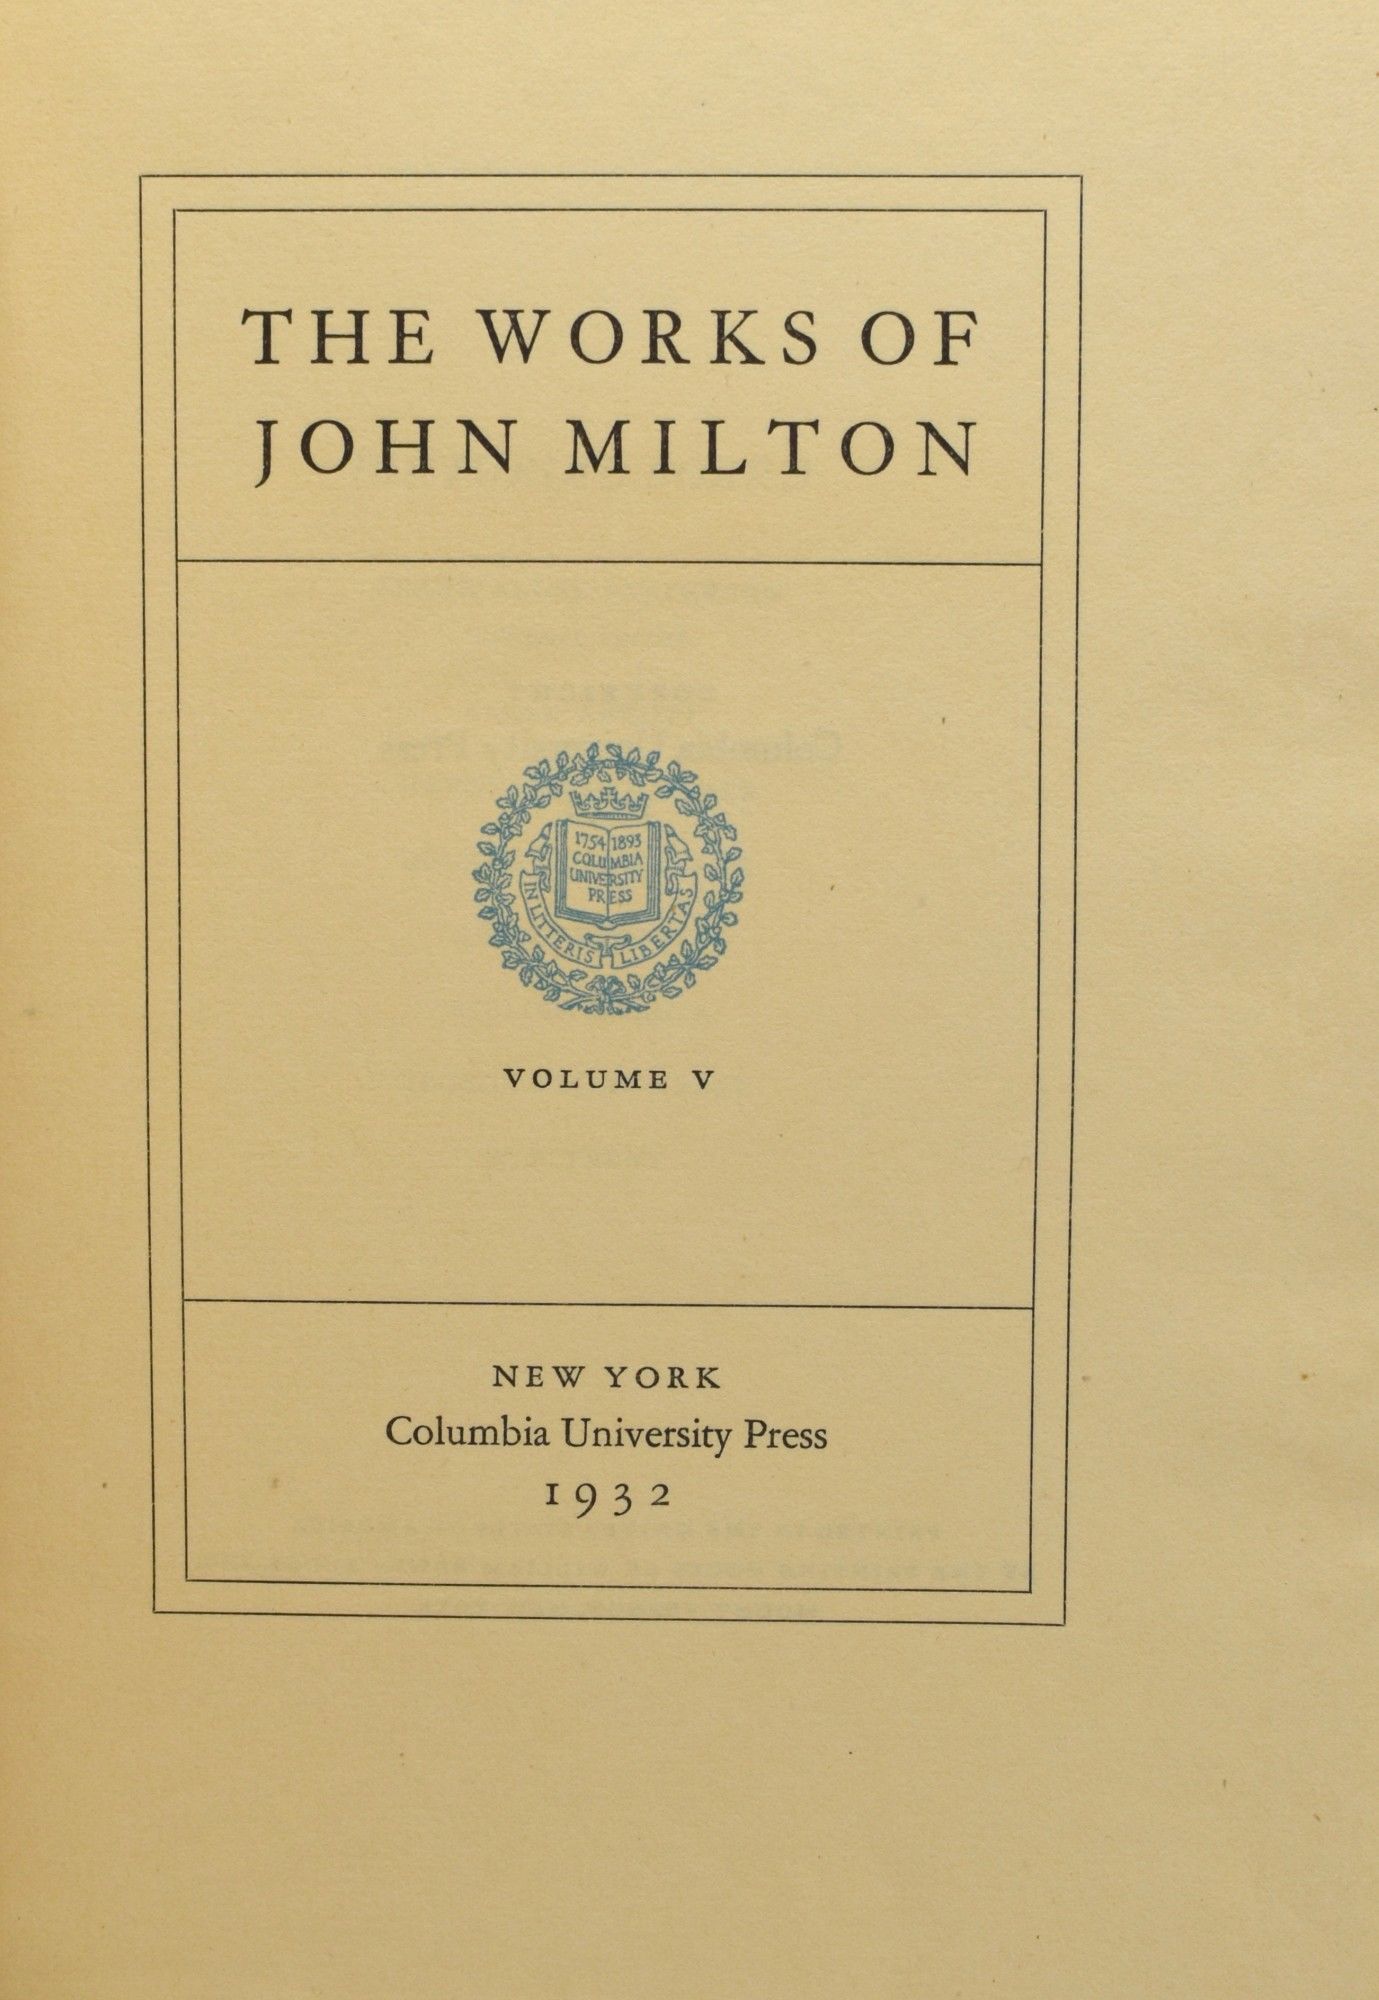 THE WORKS OF
JOHN MILTON
1754 1893
COLUMBIA
UNIVERSITY
PRESS
IN LITTERIS LIBERTAS
VOLUME V
NEW YORK
Columbia University Press
1932